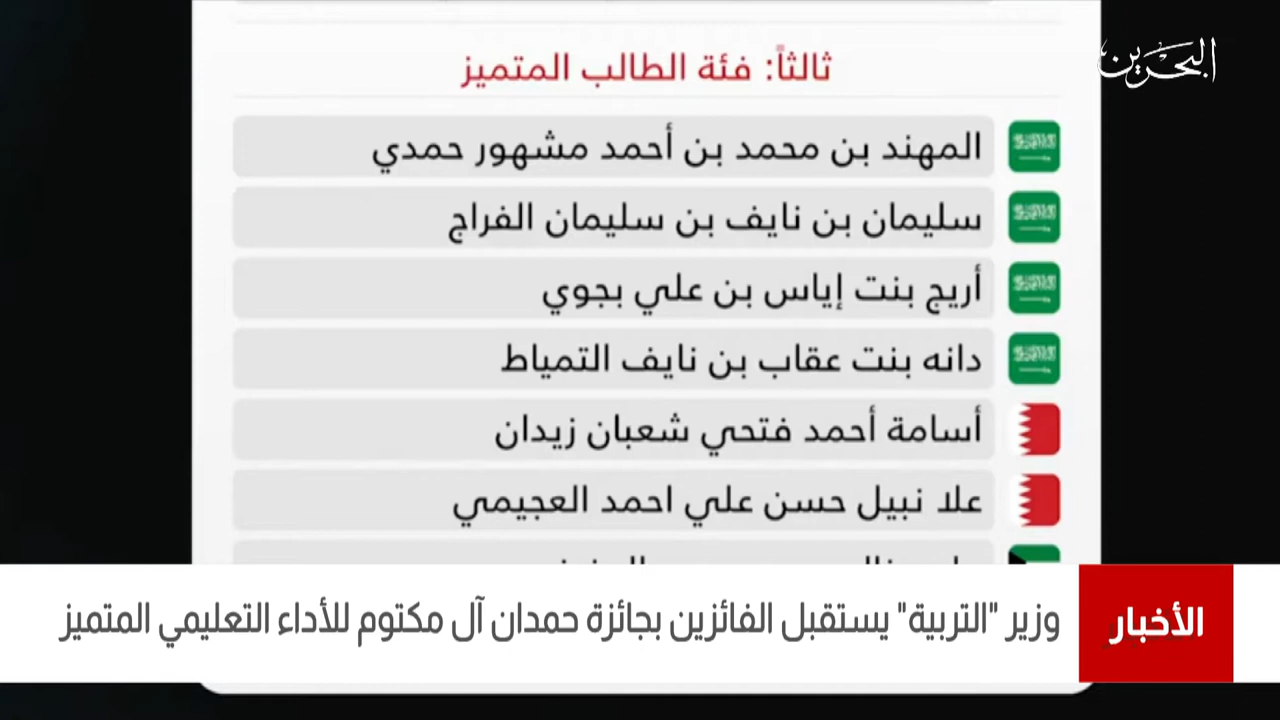 البحرين
ثالثاً: فئة الطالب المتميز
المهند بن محمد بن أحمد مشهور حمدي
سليمان بن نايف بن سليمان الفراج
أريج بنت إياس بن علي بجوي
دانه بنت عقاب بن نايف التمياط
أسامة أحمد فتحي شعبان زيدان
علا نبيل حسن علي احمد العجيمي
الأخبار
وزير "التربية" يستقبل الفائزين بجائزة حمدان آل مكتوم للأداء التعليمي المتميز